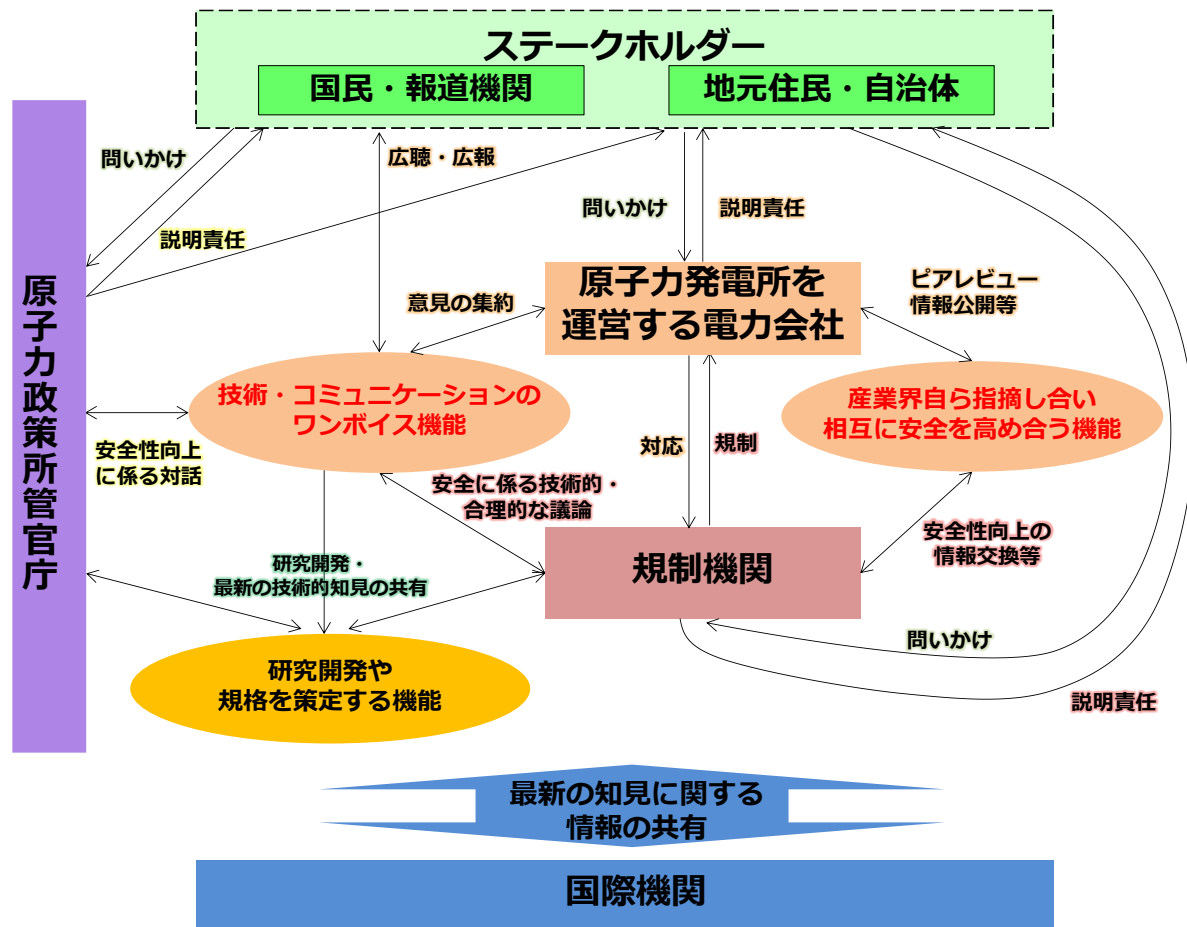 ステークホルダー
国民・報道機関
地元住民・自治体
問いかけ
広聴・広報
説明責任
問いかけ
説明責任
原子力政策所管官庁
原子力発電所を
運営する電力会社
意見の集約
ピアレビュー
情報公開等
技術・コミュニケーションの
ワンボイス機能
産業界自ら指摘し合い
相互に安全を高め合う機能
安全性向上
に係る対話
対応
規制
安全に係る技術的・
合理的な議論
安全性向上の
情報交換等
研究開発・
最新の技術的知見の共有
規制機関
問いかけ
説明責任
研究開発や
規格を策定する機能
最新の知見に関する
情報の共有
国際機関